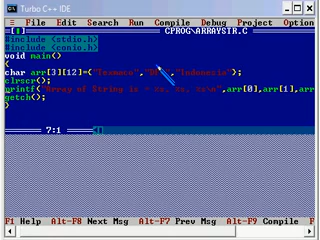 Turbo C++ IDE
File Edit Search Run Compile Debug Project Option
CPROG\ARRAYSTR.C
#include <stdio.h>
#include <conio.h>
void main()
{
char arr[3][12]={ "Indonesia"};
clrscr();
printf("Array of String is = %s, %s, %s\n",arr[0],arr[1],arr
getch();
}
7:1
F1 Help Alt-F8 Next Msg Alt-F7 Prev Msg Alt-F9 Compile F